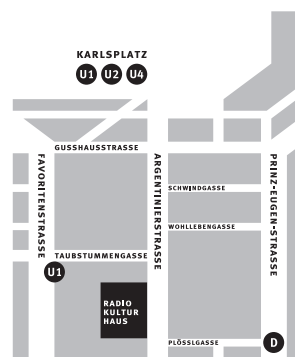 KARLSPLATZ
U1 U2 U4
GUSSHAUSSTRASSE
FAVORITENSTRASSE
ARGENTINIERSTRASSE
PRINZ-EUGEN-STRASSE
SCHWINDGASSE
WOHLLEBENGASSE
TAUBSTUMMENGASSE
U1
RADIO
KULTUR
HAUS
PLÖSSLGASSE
D